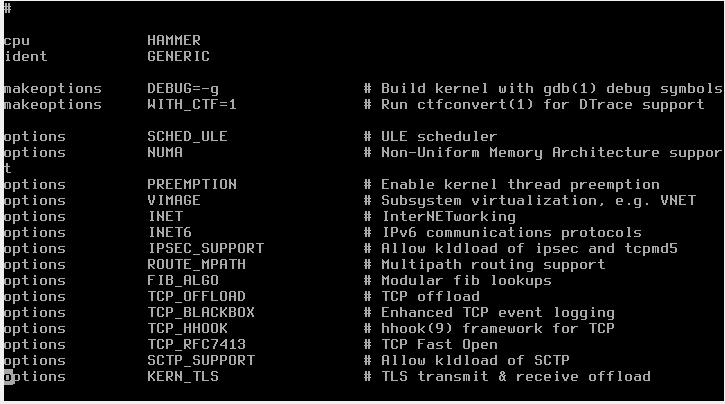 #
cpu HAMMER
ident GENERIC
makeoptions DEBUG=-g # Build kernel with gdb(1) debug symbols
makeoptions WITH_CTF=1 # Run ctfconvert(1) for DTrace support
options SCHED_ULE # ULE scheduler
options NUMA # Non-Uniform Memory Architecture suppor
t
options PREEMPTION # Enable kernel thread preemption
options VIMAGE # Subsystem virtualization, e.g. VNET
options INET # InterNETworking
options INET6 # IPv6 communications protocols
options IPSEC_SUPPORT # Allow kldload of ipsec and tcpmd5
options ROUTE_MPATH # Multipath routing support
options FIB_ALGO # Modular fib lookups
options TCP_OFFLOAD # TCP offload
options TCP_BLACKBOX # Enhanced TCP event logging
options TCP_HHOOK # hhook(9) framework for TCP
options TCP_RFC7413 # TCP Fast Open
options SCTP_SUPPORT # Allow kldload of SCTP
options KERN_TLS # TLS transmit & receive offload